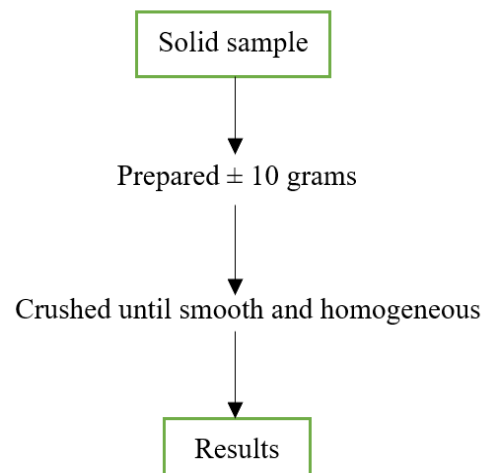 Solid sample
Prepared ± 10 grams
Crushed until smooth and homogeneous
Results